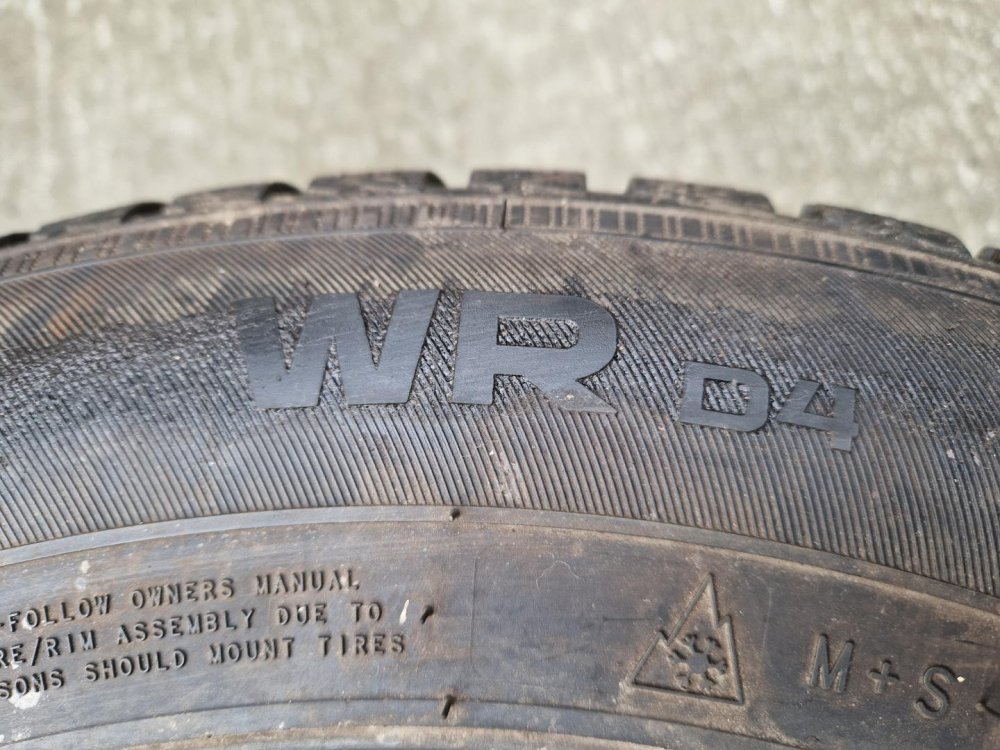 WR D4
-FOLLOW OWNERS MANUAL
RE/RIM ASSEMBLY DUE TO
SONS SHOULD MOUNT TIRES
M+S